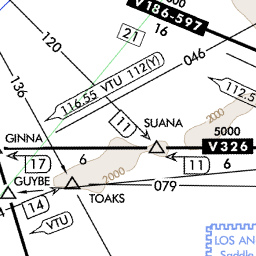 V186-597
120
21
16
046
116.55 VTU 112(Y)
136
112.5
2000
11
SUANA
5000
GINNA
V326
17
6
11
6
GUYBE
2000
079
14
TOAKS
VTU
LOS AN
Saddle